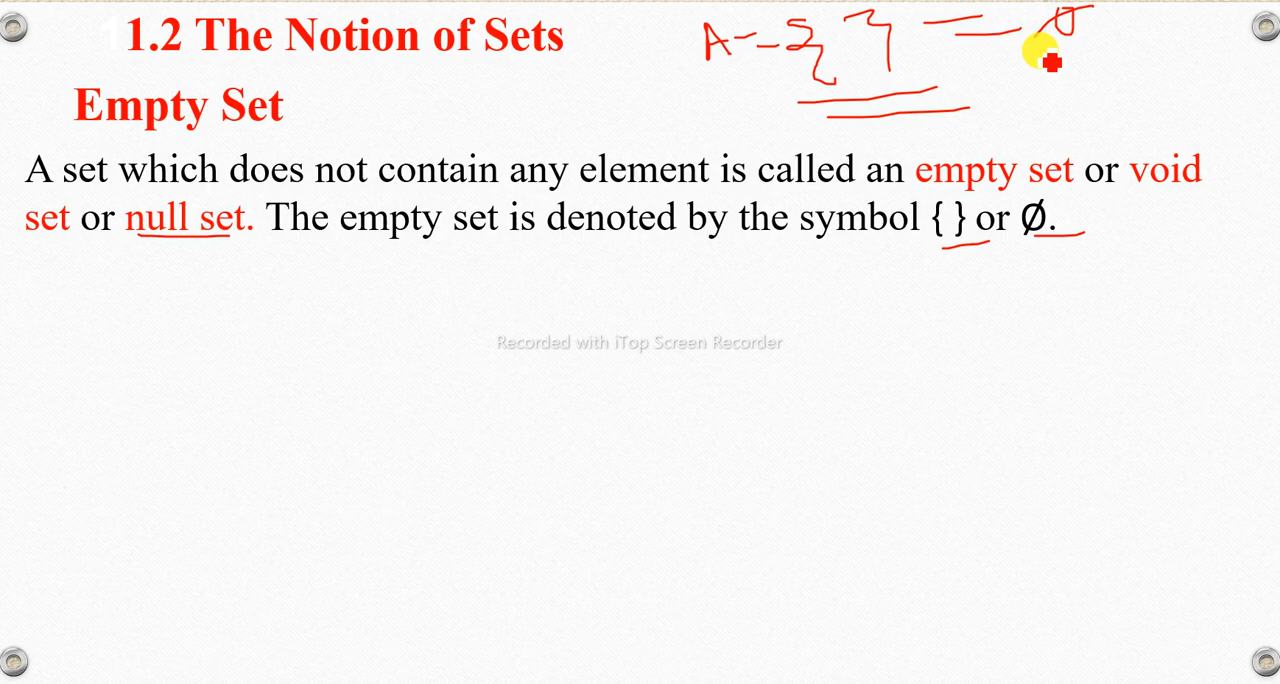 1.2 The Notion of Sets
A = { } = ∅
Empty Set
A set which does not contain any element is called an empty set or void
set or null set. The empty set is denoted by the symbol { } or ∅.
Recorded with iTop Screen Recorder